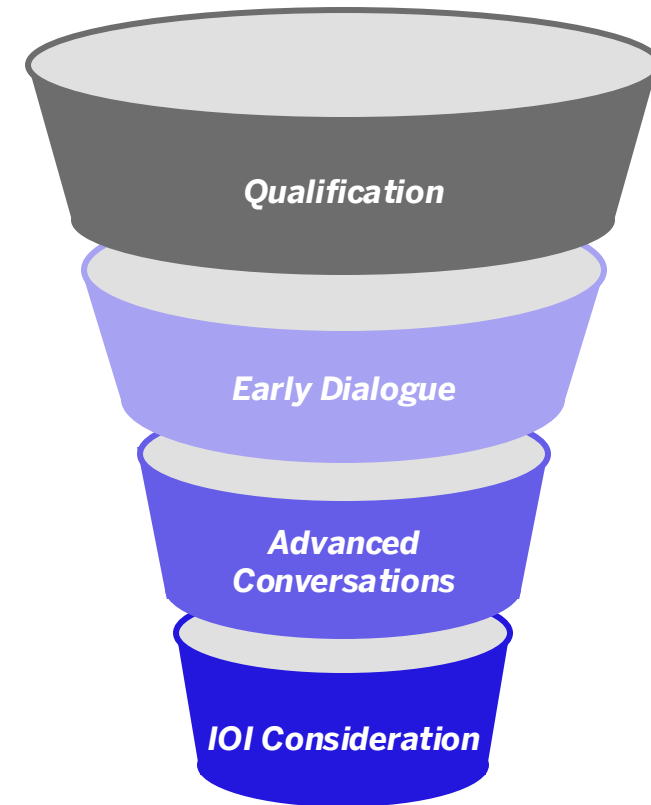 Qualification
Early Dialogue
Advanced
Conversations
IOI Consideration